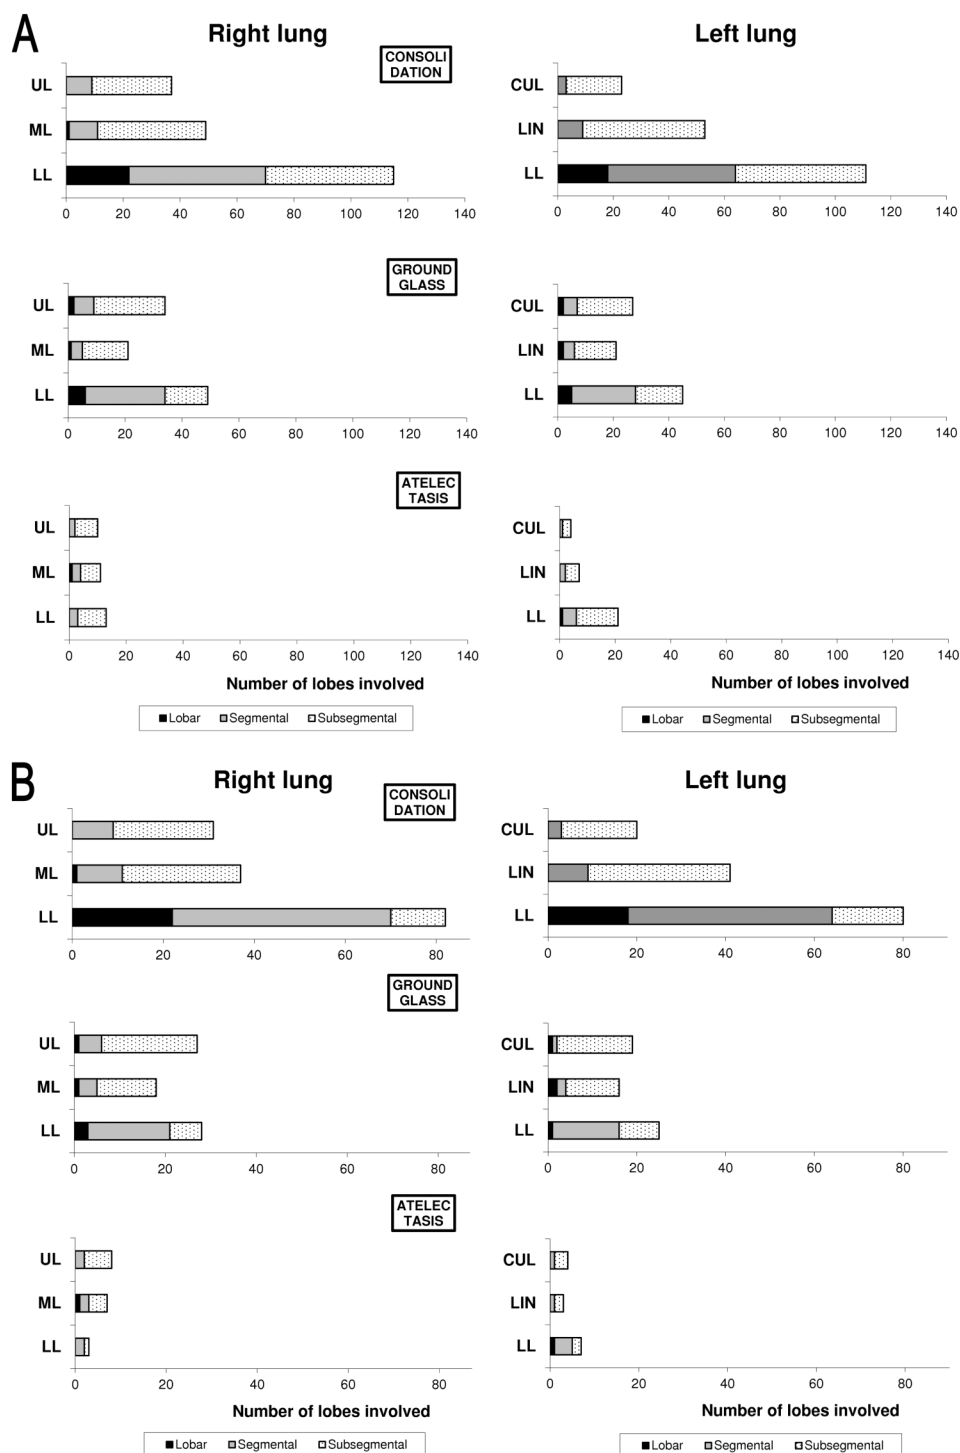 A
Right lung
Left lung
CONSOLI
DATION
UL
ML
LL
0 20 40 60 80 100 120 140
CUL
LIN
LL
0 20 40 60 80 100 120 140
GROUND
GLASS
UL
ML
LL
0 20 40 60 80 100 120 140
CUL
LIN
LL
0 20 40 60 80 100 120 140
ATELEC
TASIS
UL
ML
LL
0 20 40 60 80 100 120 140
Number of lobes involved
Lobar Segmental Subsegmental
CUL
LIN
LL
0 20 40 60 80 100 120 140
Number of lobes involved
Lobar Segmental Subsegmental
B
Right lung
Left lung
CONSOLI
DATION
UL
ML
LL
0 20 40 60 80
CUL
LIN
LL
0 20 40 60 80
GROUND
GLASS
UL
ML
LL
0 20 40 60 80
CUL
LIN
LL
0 20 40 60 80
ATELEC
TASIS
UL
ML
LL
0 20 40 60 80
Number of lobes involved
Lobar Segmental Subsegmental
CUL
LIN
LL
0 20 40 60 80
Number of lobes involved
Lobar Segmental Subsegmental